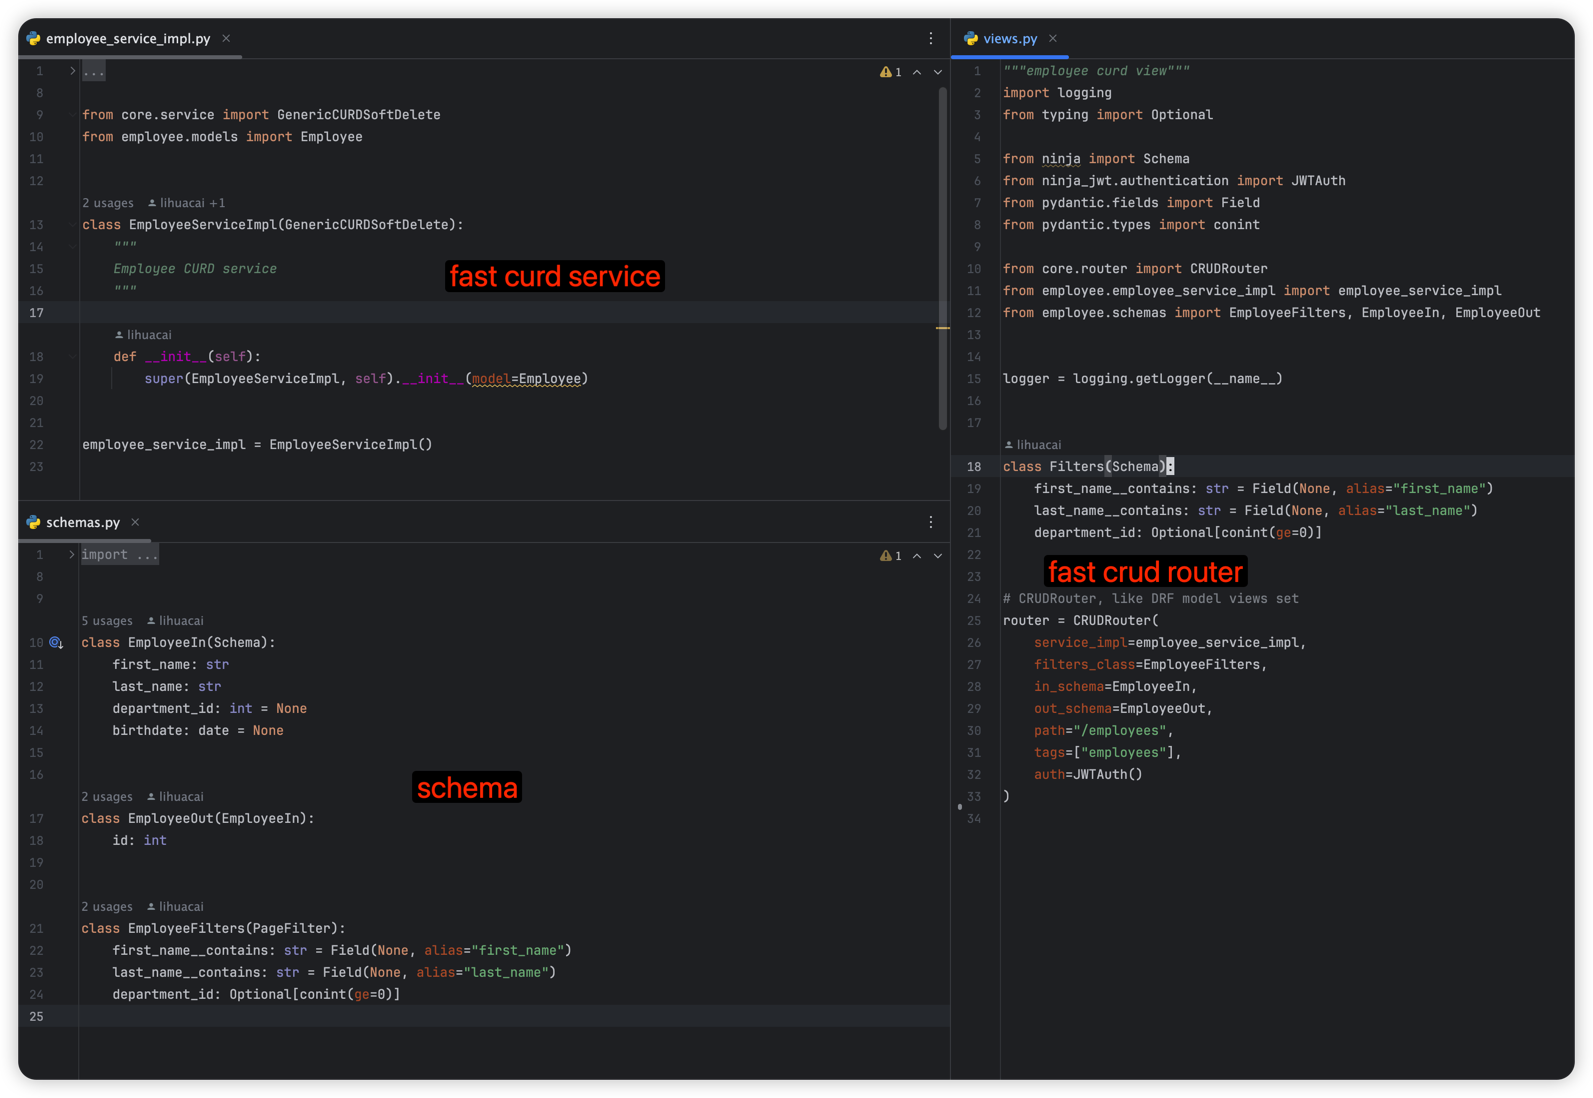 employee_service_impl.py
1 ...
1
8
9 from core.service import GenericCURDSoftDelete
10 from employee.models import Employee
11
12
2 usages lihuacai +1
13 class EmployeeServiceImpl(GenericCURDSoftDelete):
14 """
15 Employee CURD service
fast curd service
16 """
17
lihuacai
18 def __init__(self):
19 super(EmployeeServiceImpl, self).__init__(model=Employee)
20
21
22 employee_service_impl = EmployeeServiceImpl()
23
schemas.py
1 import ...
1
8
9
5 usages lihuacai
10 class EmployeeIn(Schema):
11 first_name: str
12 last_name: str
13 department_id: int = None
14 birthdate: date = None
15
16
schema
2 usages lihuacai
17 class EmployeeOut(EmployeeIn):
18 id: int
19
20
2 usages lihuacai
21 class EmployeeFilters(PageFilter):
22 first_name__contains: str = Field(None, alias="first_name")
23 last_name__contains: str = Field(None, alias="last_name")
24 department_id: Optional[conint(ge=0)]
25
views.py
1 """employee curd view"""
2 import logging
3 from typing import Optional
4
5 from ninja import Schema
6 from ninja_jwt.authentication import JWTAuth
7 from pydantic.fields import Field
8 from pydantic.types import conint
9
10 from core.router import CRUDRouter
11 from employee.employee_service_impl import employee_service_impl
12 from employee.schemas import EmployeeFilters, EmployeeIn, EmployeeOut
13
14
15 logger = logging.getLogger(__name__)
16
17
lihuacai
18 class Filters(Schema):
19 first_name__contains: str = Field(None, alias="first_name")
20 last_name__contains: str = Field(None, alias="last_name")
21 department_id: Optional[conint(ge=0)]
22
fast crud router
23
24 # CRUDRouter, like DRF model views set
25 router = CRUDRouter(
26 service_impl=employee_service_impl,
27 filters_class=EmployeeFilters,
28 in_schema=EmployeeIn,
29 out_schema=EmployeeOut,
30 path="/employees",
31 tags=["employees"],
32 auth=JWTAuth()
33 )
34